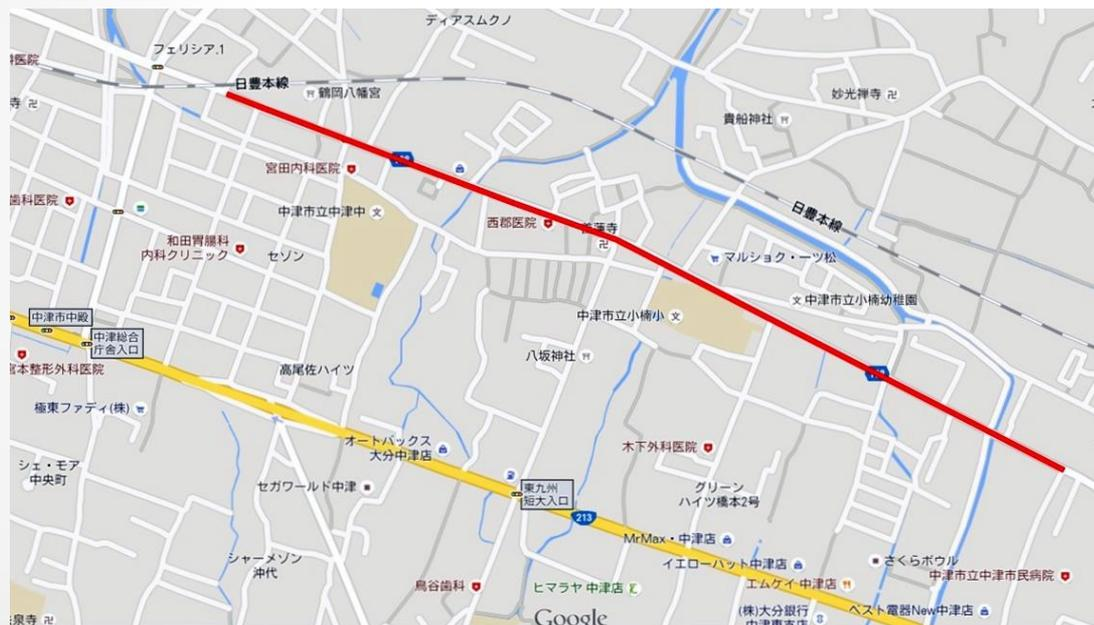 ディアスムクノ
フェリシア.1
日豊本線
鶴岡八幡宮
妙光禅寺
貴船神社
宮田内科医院
歯科医院
中津市立中津中
西郡医院
日豊本線
和田胃腸科
内科クリニック
セゾン
マルショク・一ツ松
中津市立小楠幼稚園
中津市中殿
中津市立小楠小
中津総合
庁舎入口
八坂神社
宮本整形外科医院
高尾佐ハイツ
極東ファディ(株)
オートバックス
大分中津店
木下外科医院
シェ・モア
中央町
セガワールド中津
東九州
短大入口
グリーン
ハイツ橋本2号
213
MrMax・中津店
シャーメゾン
沖代
イエローハット中津店
さくらボウル
中津市立中津市民病院
鳥谷歯科
ヒマラヤ 中津店
エムケイ 中津店
Google
(株)大分銀行
中津東支店
ベスト電器New中津店